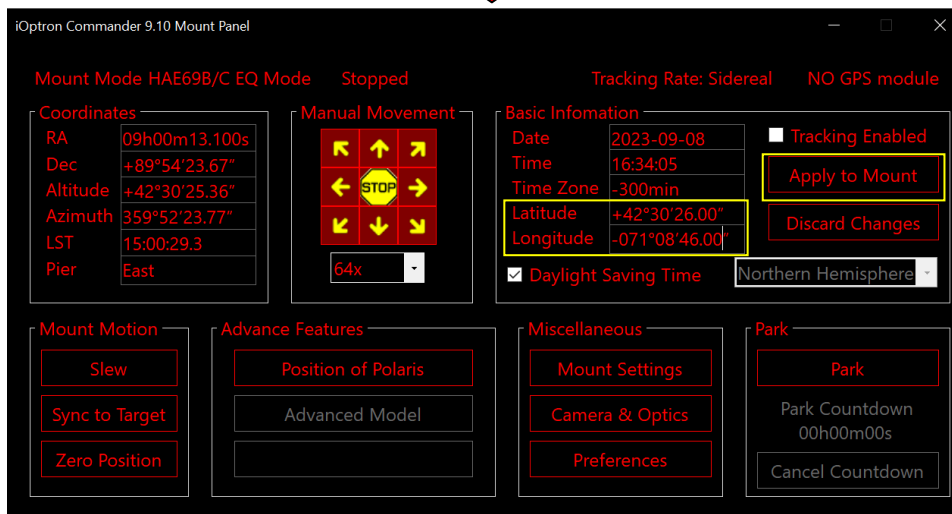 iOptron Commander 9.10 Mount Panel
Mount Mode HAE69B/C EQ Mode Stopped Tracking Rate: Sidereal NO GPS module
Coordinates
RA 09h00m13.100s
Dec +89°54'23.67"
Altitude +42°30'25.36"
Azimuth 359°52'23.77"
LST 15:00:29.3
Pier East
Manual Movement
STOP
64x
Basic Infomation
Date 2023-09-08
Time 16:34:05
Time Zone -300min
Latitude +42°30'26.00"
Longitude -071°08'46.00"
Daylight Saving Time
Tracking Enabled
Apply to Mount
Discard Changes
Northern Hemisphere
Mount Motion
Slew
Sync to Target
Zero Position
Advance Features
Position of Polaris
Advanced Model
Miscellaneous
Mount Settings
Camera & Optics
Preferences
Park
Park
Park Countdown
00h00m00s
Cancel Countdown